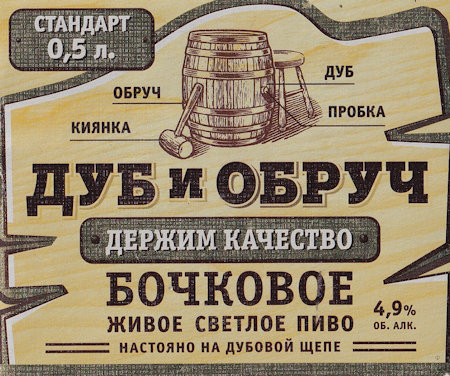 СТАНДАРТ
0,5 л.
ОБРУЧ
ДУБ
КИЯНКА
ПРОБКА
ДУБ И ОБРУЧ
ДЕРЖИМ КАЧЕСТВО
БОЧКОВОЕ
ЖИВОЕ СВЕТЛОЕ ПИВО
4,9%
ОБ. АЛК.
НАСТОЯНО НА ДУБОВОЙ ЩЕПЕ